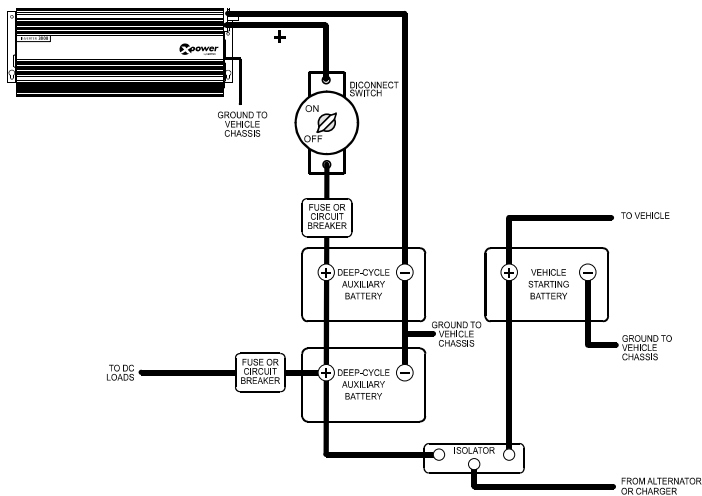 INVERTER 3000
Xpower
+
DICONNECT
SWITCH
GROUND TO
VEHICLE
CHASSIS
ON
OFF
FUSE OR
CIRCUIT
BREAKER
TO VEHICLE
+
DEEP-CYCLE
AUXILIARY
BATTERY
−
+
VEHICLE
STARTING
BATTERY
−
GROUND TO
VEHICLE
CHASSIS
GROUND TO
VEHICLE
CHASSIS
TO DC
LOADS
FUSE OR
CIRCUIT
BREAKER
+
DEEP-CYCLE
AUXILIARY
BATTERY
−
ISOLATOR
FROM ALTERNATOR
OR CHARGER